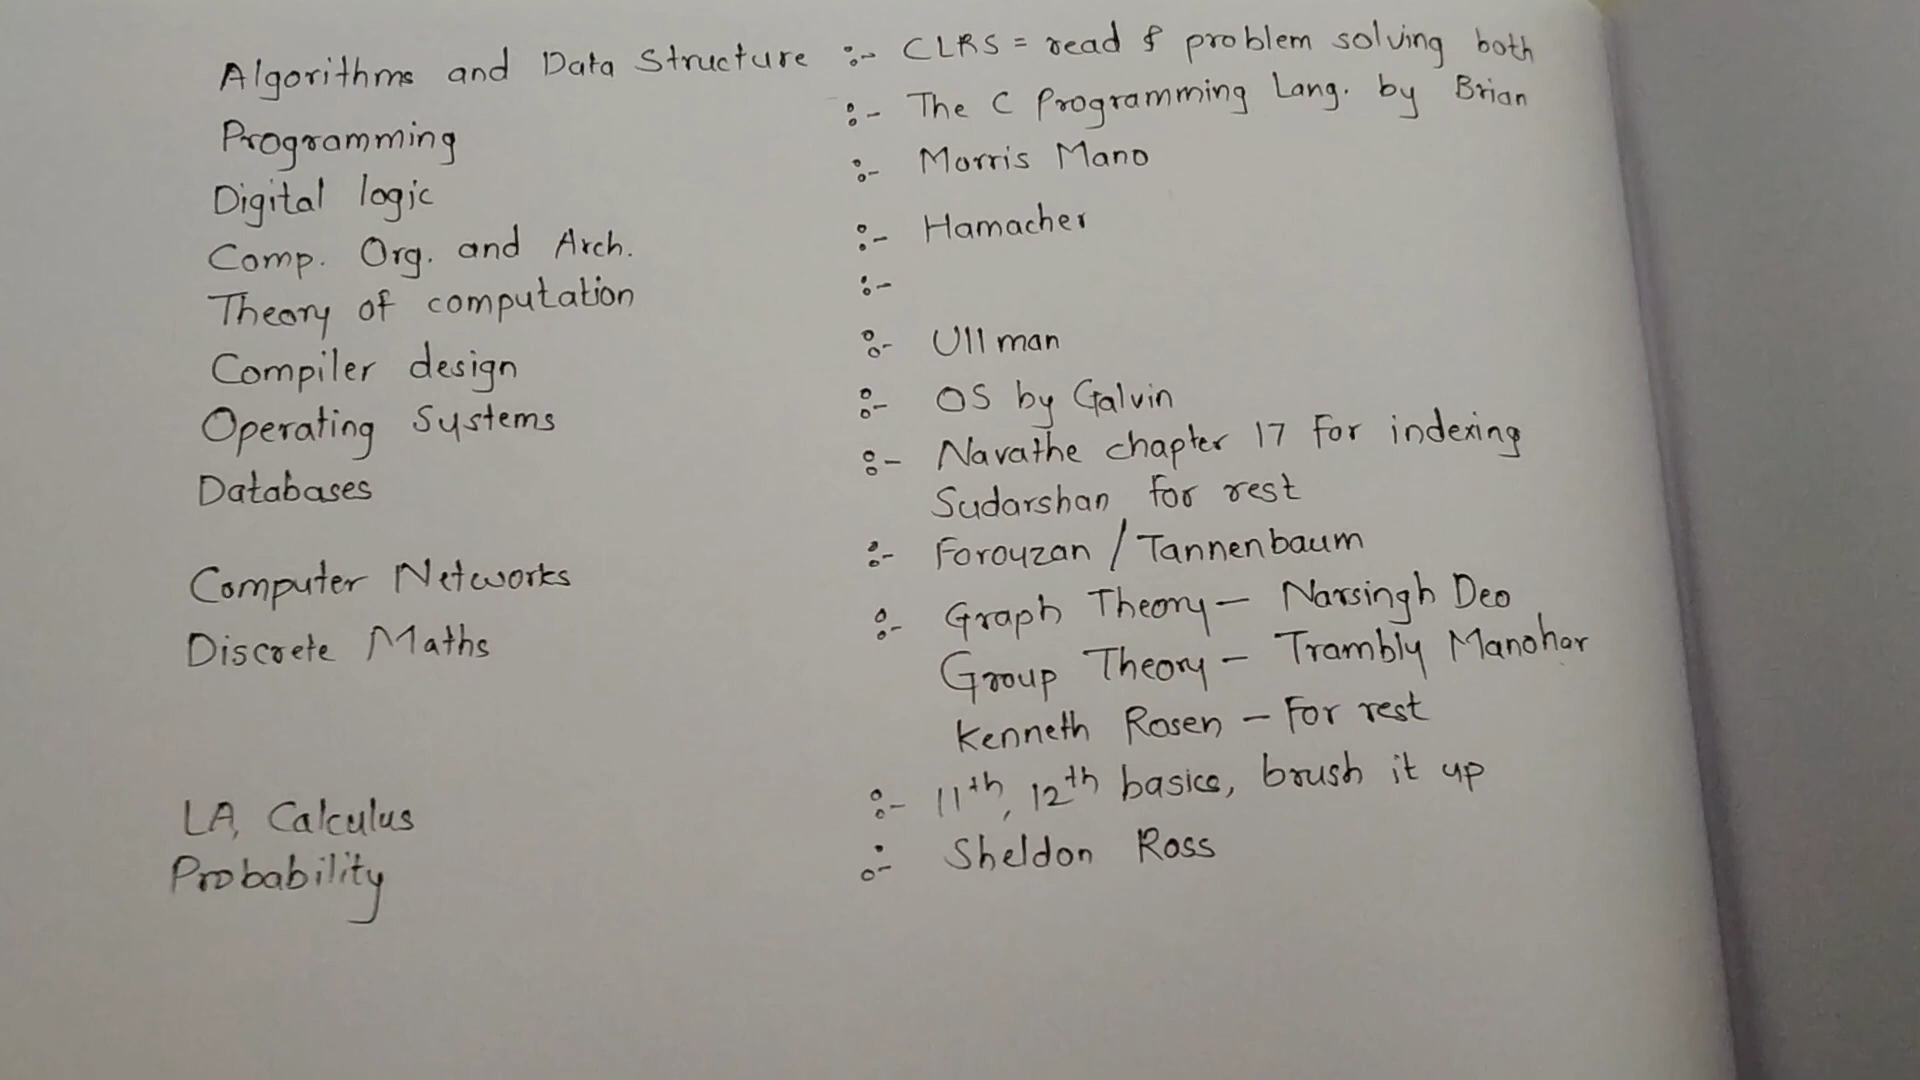 Algorithms and Data Structure :- CLRS = read & problem solving both
Programming :- The C Programming Lang. by Brian
Digital logic :- Morris Mano
Comp. Org. and Arch. :- Hamacher
Theory of computation :-
Compiler design :- Ullman
Operating Systems :- OS by Galvin
Databases :- Navathe chapter 17 for indexing
Sudarshan for rest
Computer Networks :- Forouzan / Tannenbaum
Discrete Maths :- Graph Theory - Narsingh Deo
Group Theory - Trambly Manohar
Kenneth Rosen - For rest
LA, Calculus :- 11th, 12th basics, brush it up
Probability :- Sheldon Ross